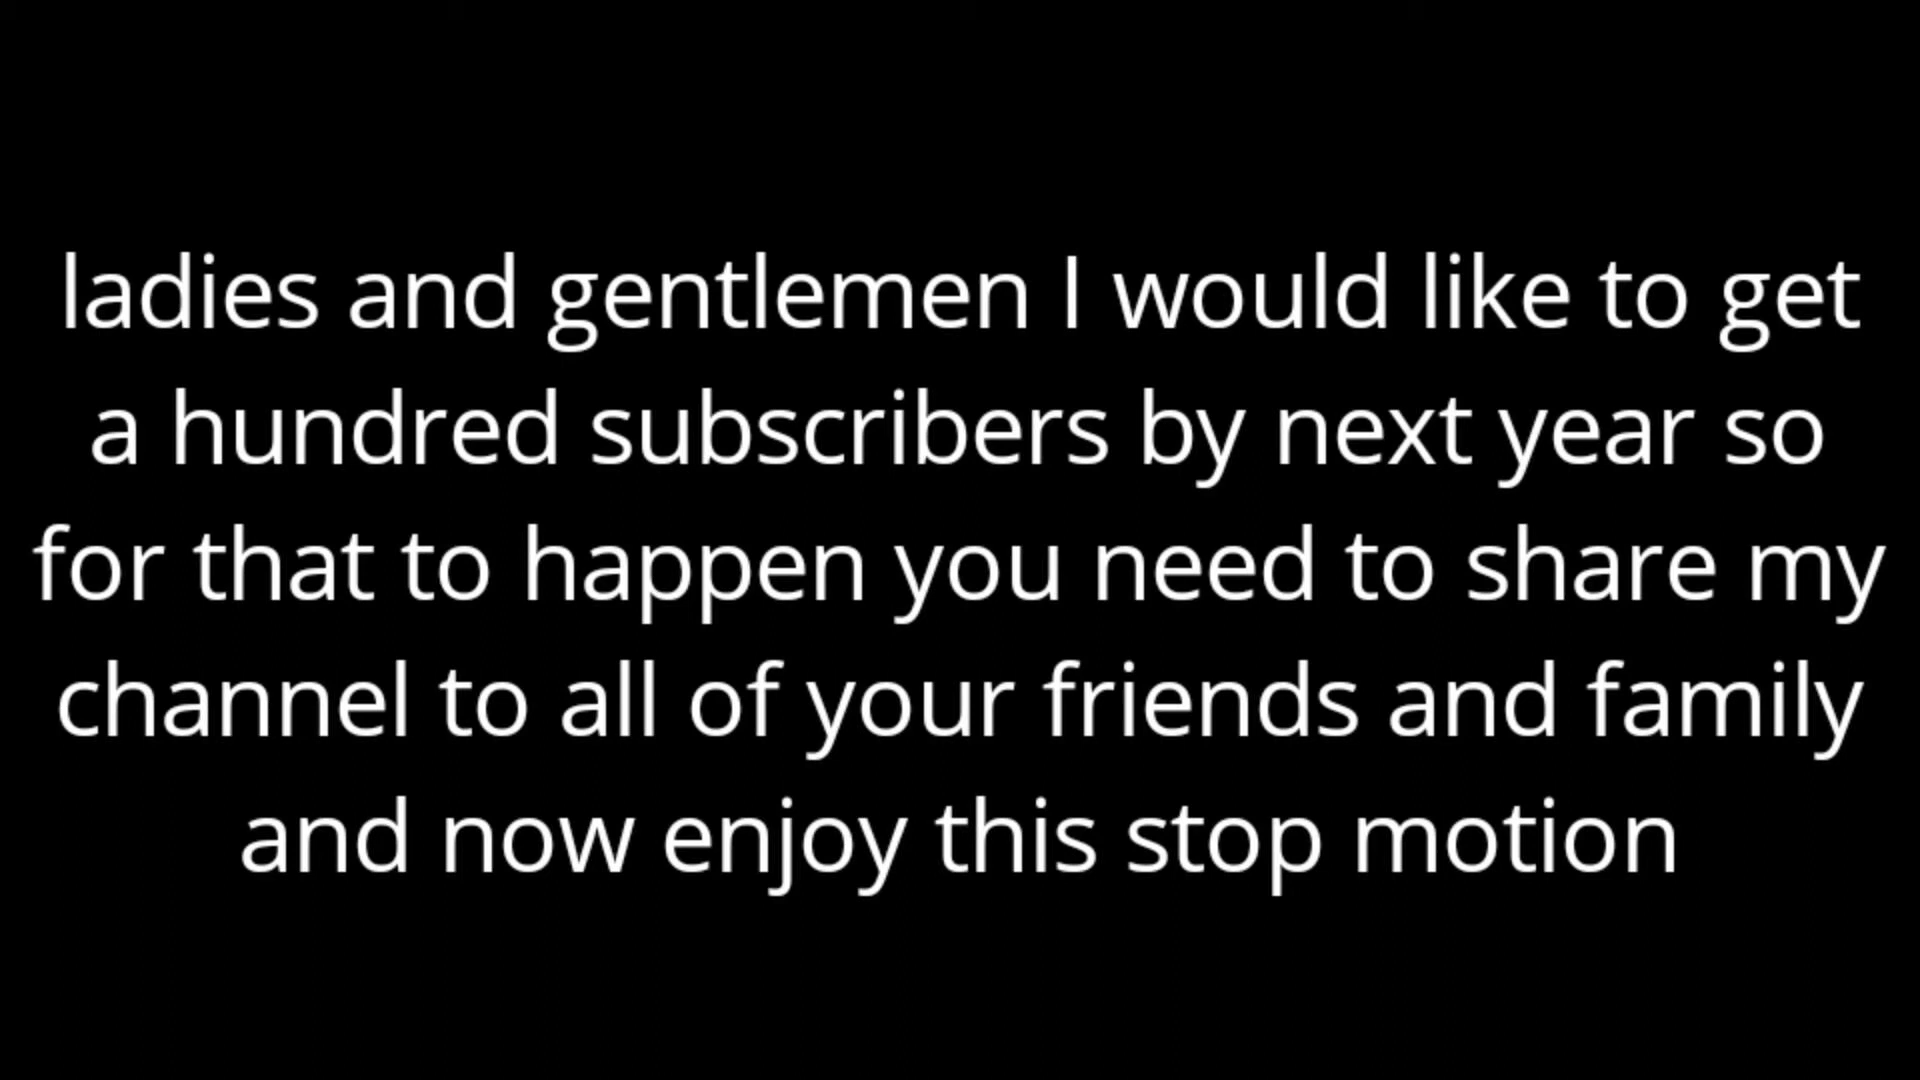 ladies and gentlemen I would like to get
a hundred subscribers by next year so
for that to happen you need to share my
channel to all of your friends and family
and now enjoy this stop motion